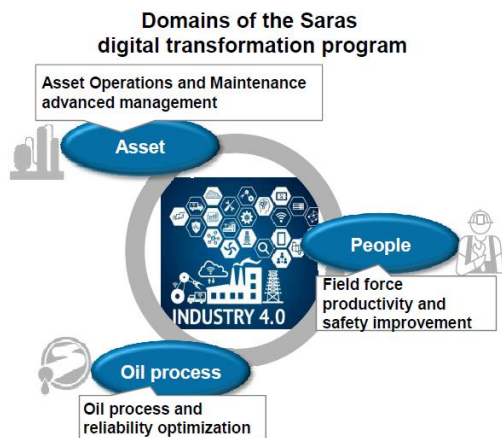 Domains of the Saras
digital transformation program
Asset Operations and Maintenance
advanced management
Asset
People
Field force
productivity and
safety improvement
INDUSTRY 4.0
Oil process
Oil process and
reliability optimization